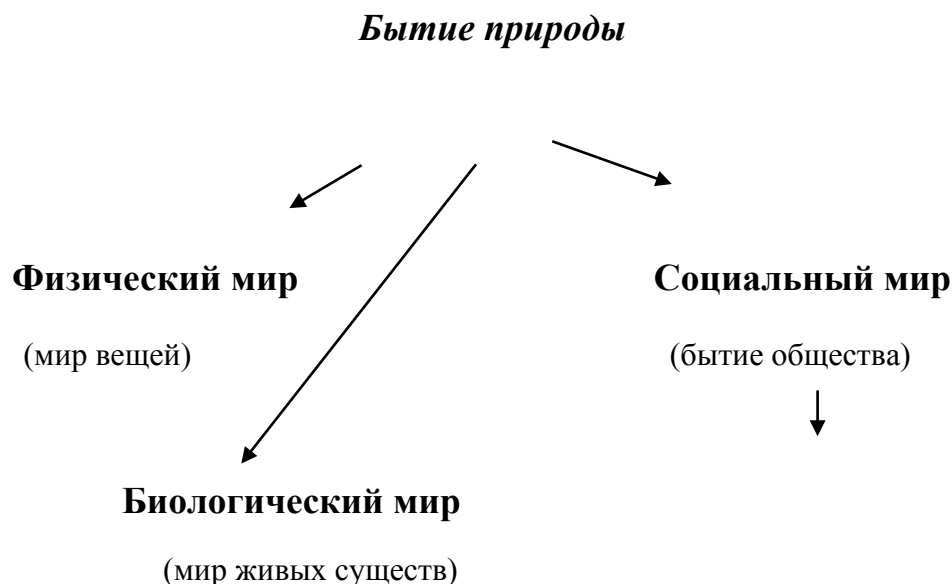 Бытие природы
Физический мир
Социальный мир
(мир вещей)
(бытие общества)
Биологический мир
(мир живых существ)